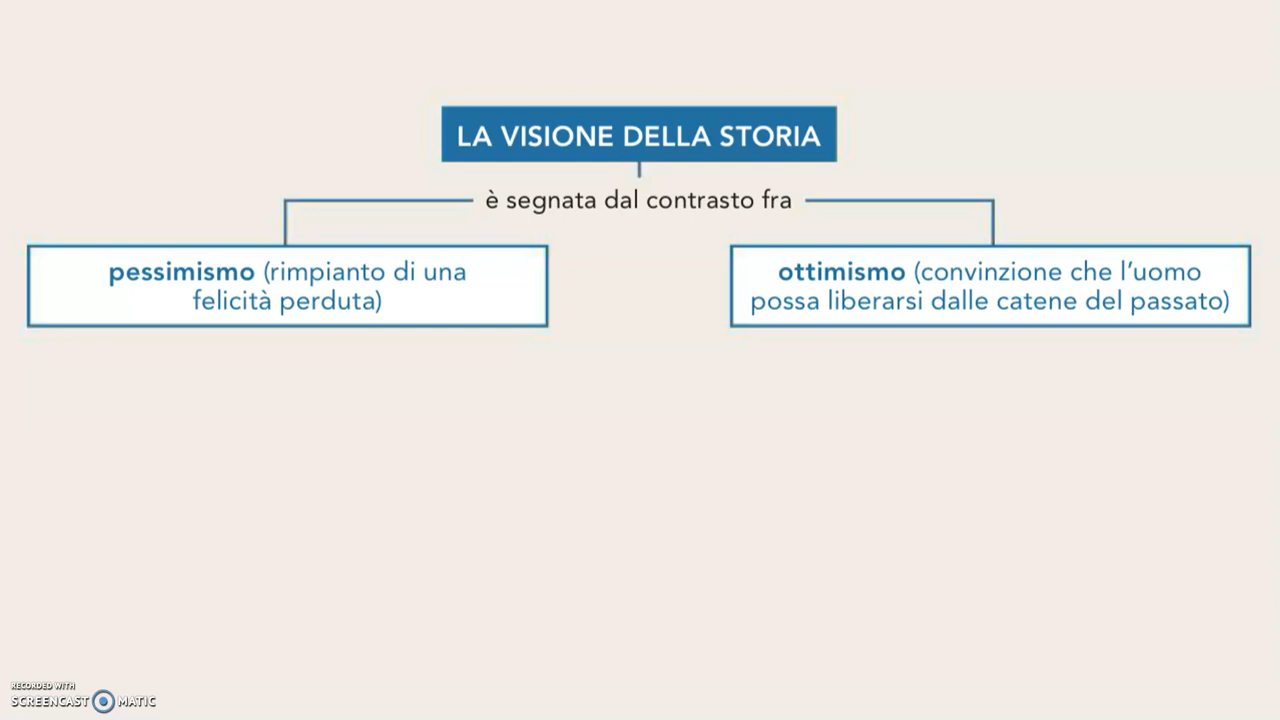 LA VISIONE DELLA STORIA
è segnata dal contrasto fra
pessimismo (rimpianto di una
felicità perduta)
ottimismo (convinzione che l'uomo
possa liberarsi dalle catene del passato)
RECORDED WITH
SCREENCAST MATIC